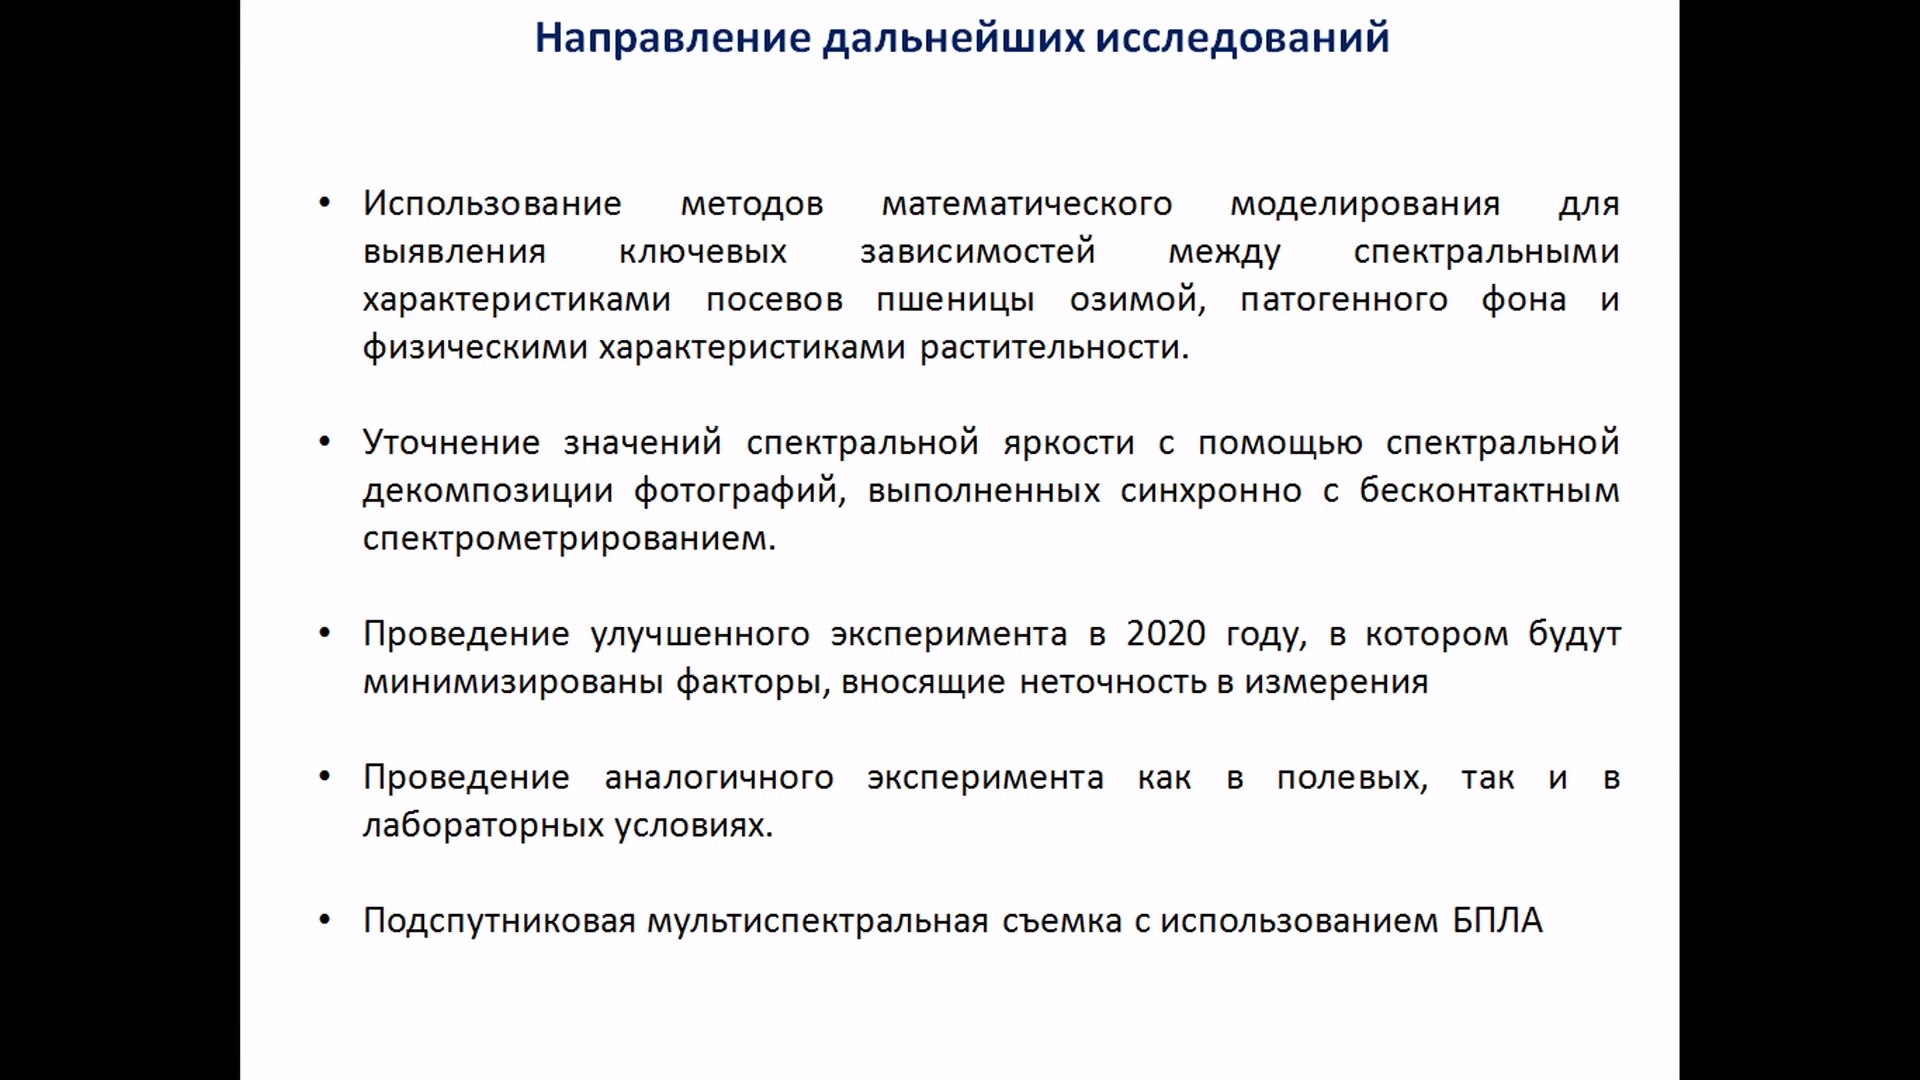 Направление дальнейших исследований
• Использование методов математического моделирования для
выявления ключевых зависимостей между спектральными
характеристиками посевов пшеницы озимой, патогенного фона и
физическими характеристиками растительности.
• Уточнение значений спектральной яркости с помощью спектральной
декомпозиции фотографий, выполненных синхронно с бесконтактным
спектрометрированием.
• Проведение улучшенного эксперимента в 2020 году, в котором будут
минимизированы факторы, вносящие неточность в измерения
• Проведение аналогичного эксперимента как в полевых, так и в
лабораторных условиях.
• Подспутниковая мультиспектральная съемка с использованием БПЛА